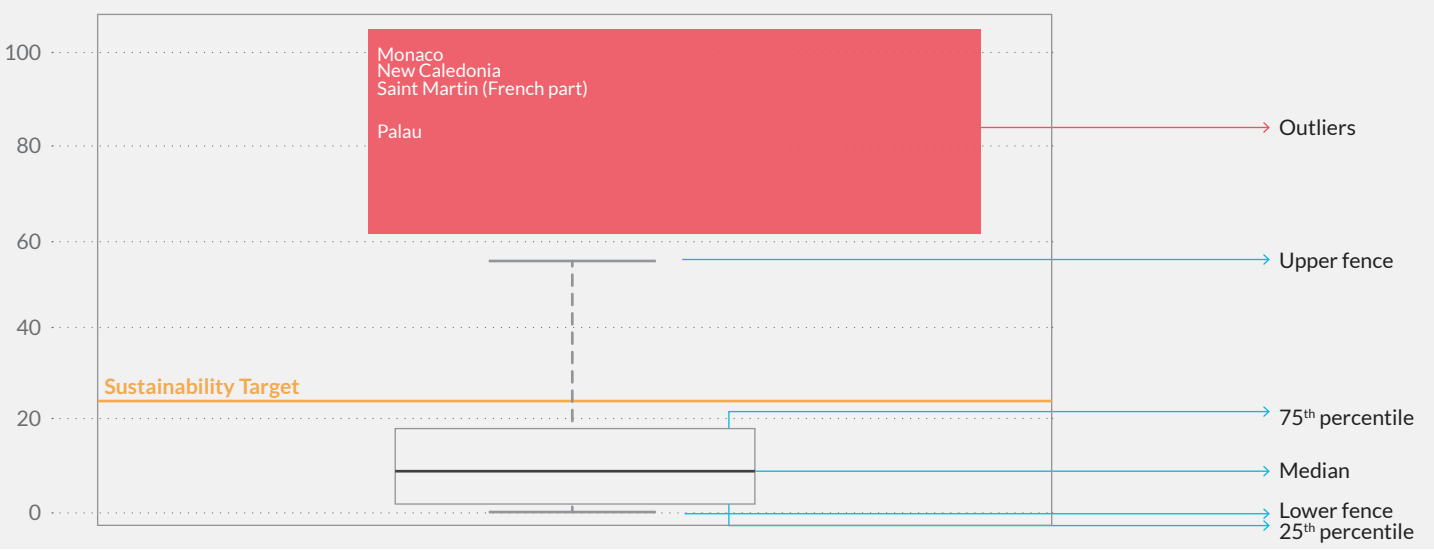 100
Monaco
New Caledonia
Saint Martin (French part)
Palau
Outliers
80
60
Upper fence
40
Sustainability Target
20
75th percentile
Median
0
Lower fence
25th percentile